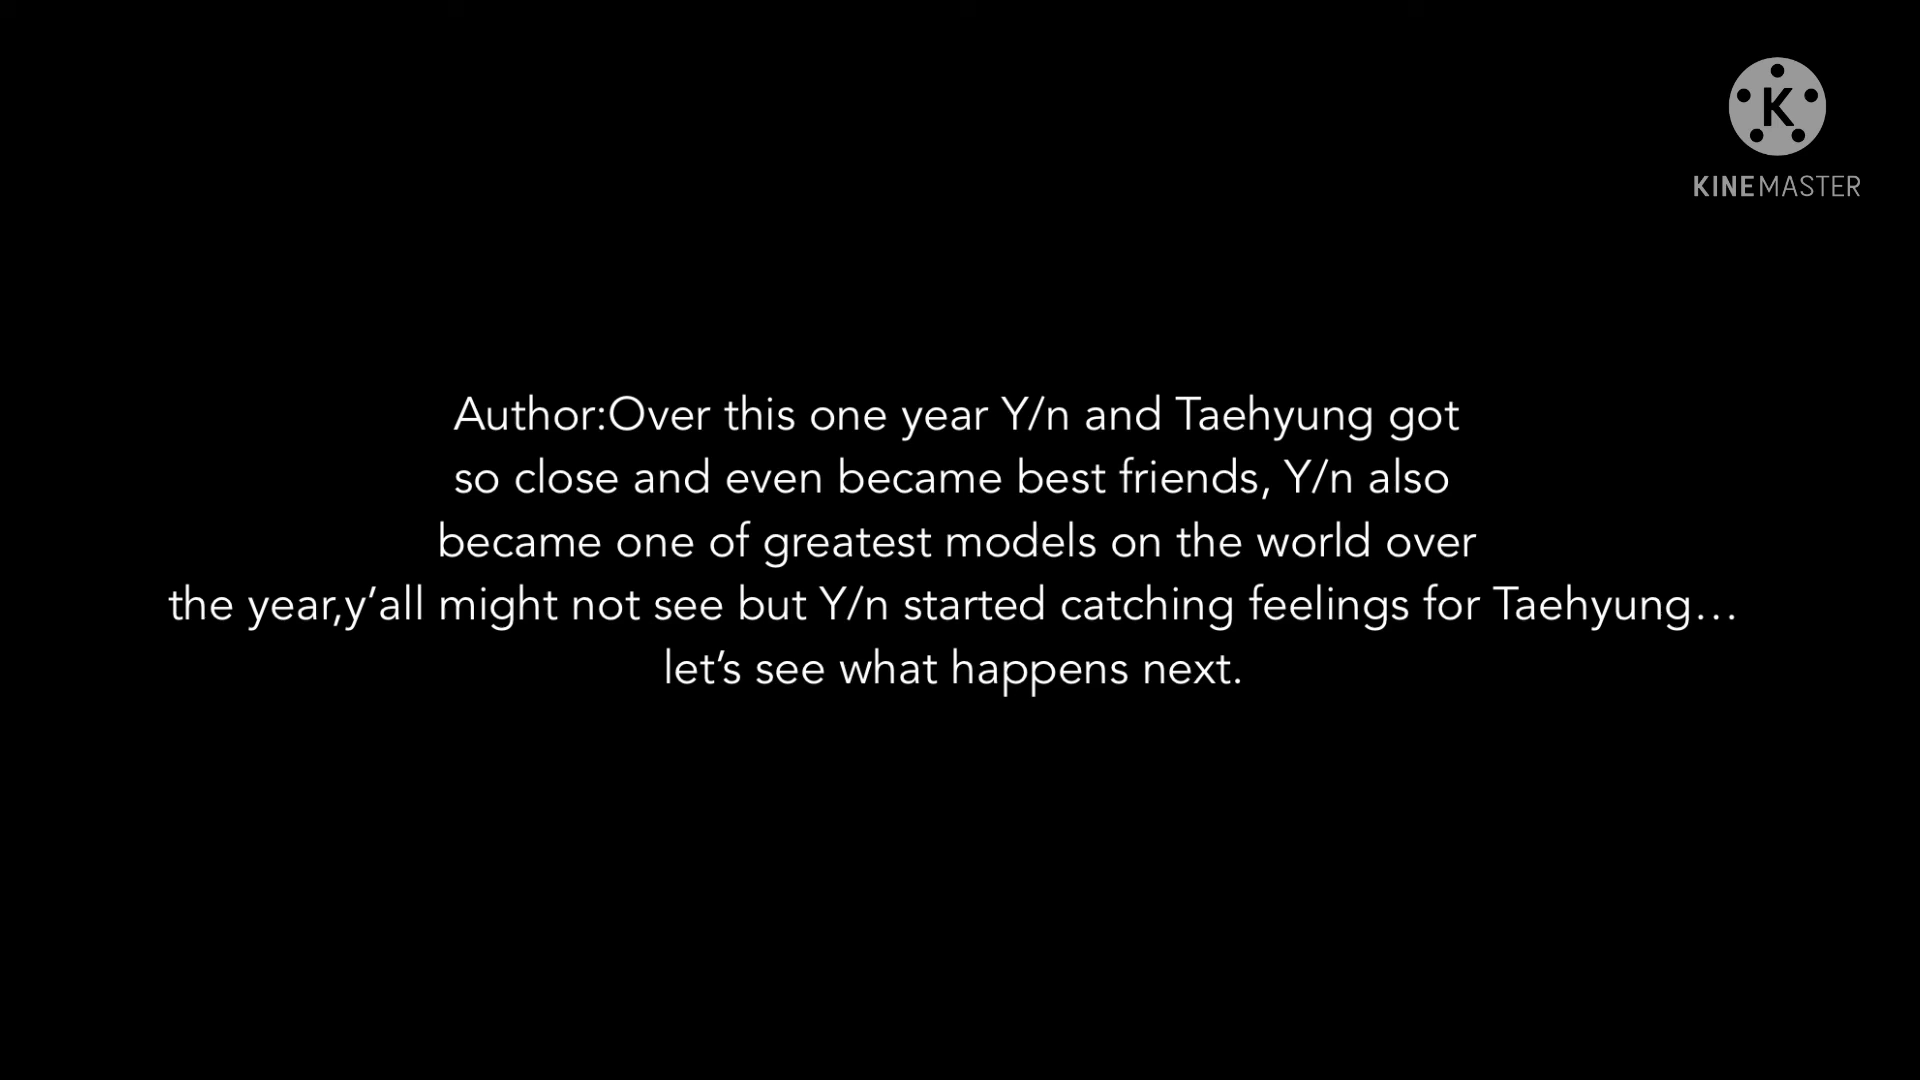 K
KINEMASTER
Author:Over this one year Y/n and Taehyung got
so close and even became best friends, Y/n also
became one of greatest models on the world over
the year,y’all might not see but Y/n started catching feelings for Taehyung…
let’s see what happens next.